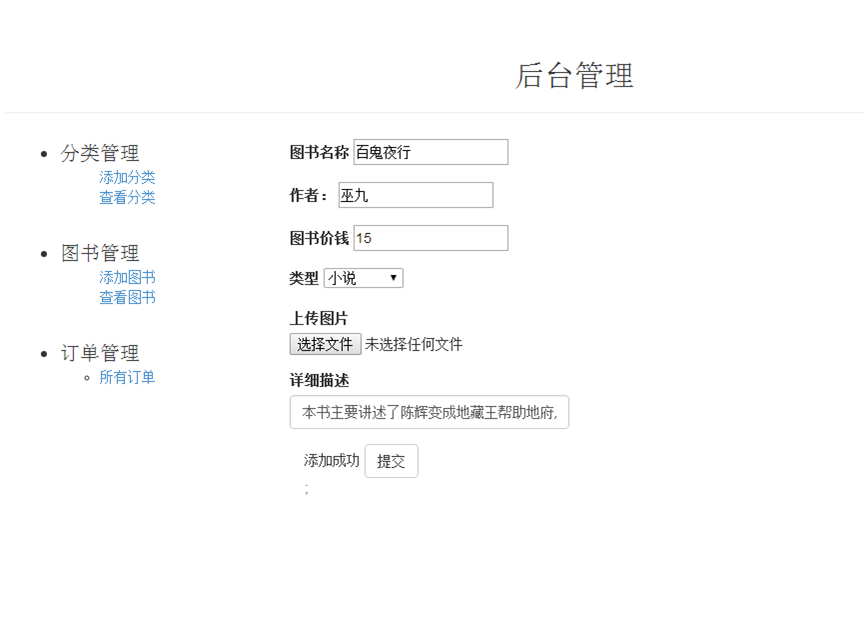 后台管理
分类管理
添加分类
查看分类
图书管理
添加图书
查看图书
订单管理
所有订单
图书名称 百鬼夜行
作者： 巫九
图书价钱 15
类型 小说
上传图片
选择文件 未选择任何文件
详细描述
本书主要讲述了陈辉变成地藏王帮助地府,
添加成功 提交
;